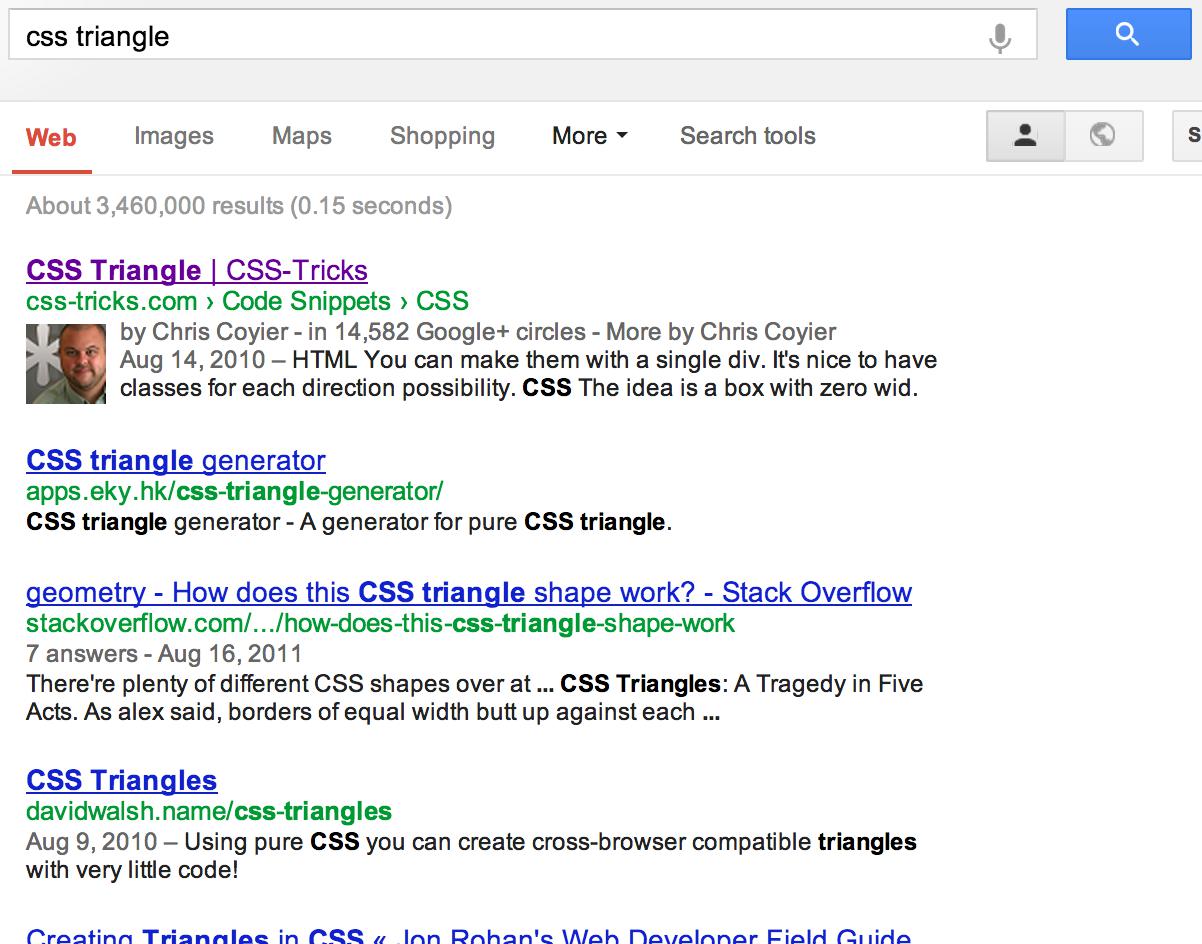 css triangle
Web Images Maps Shopping More Search tools S
About 3,460,000 results (0.15 seconds)
CSS Triangle | CSS-Tricks
css-tricks.com › Code Snippets › CSS
by Chris Coyier - in 14,582 Google+ circles - More by Chris Coyier
Aug 14, 2010 – HTML You can make them with a single div. It's nice to have
classes for each direction possibility. CSS The idea is a box with zero wid.
CSS triangle generator
apps.eky.hk/css-triangle-generator/
CSS triangle generator - A generator for pure CSS triangle.
geometry - How does this CSS triangle shape work? - Stack Overflow
stackoverflow.com/.../how-does-this-css-triangle-shape-work
7 answers - Aug 16, 2011
There're plenty of different CSS shapes over at ... CSS Triangles: A Tragedy in Five
Acts. As alex said, borders of equal width butt up against each ...
CSS Triangles
davidwalsh.name/css-triangles
Aug 9, 2010 – Using pure CSS you can create cross-browser compatible triangles
with very little code!
Creating Triangles in CSS « Jon Rohan's Web Developer Field Guide